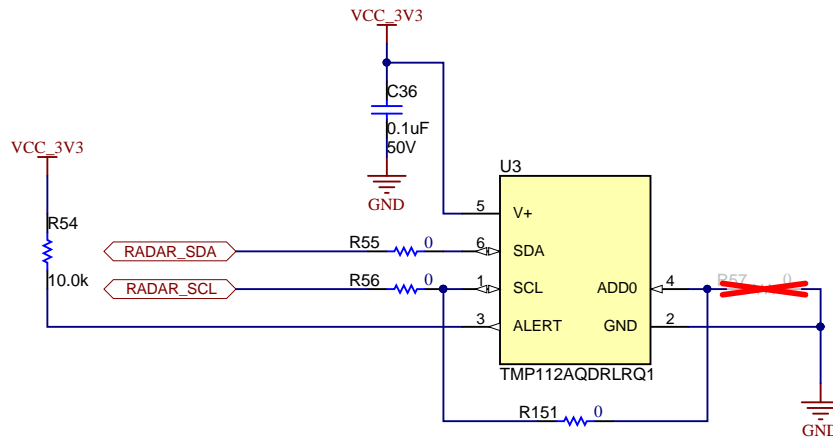 VCC_3V3
C36
0.1uF
50V
GND
VCC_3V3
R54
10.0k
RADAR_SDA
R55
0
RADAR_SCL
R56
0
U3
5
V+
6
SDA
1
SCL
3
ALERT
ADD0
4
GND
2
TMP112AQDRLRQ1
R57
0
R151
0
GND